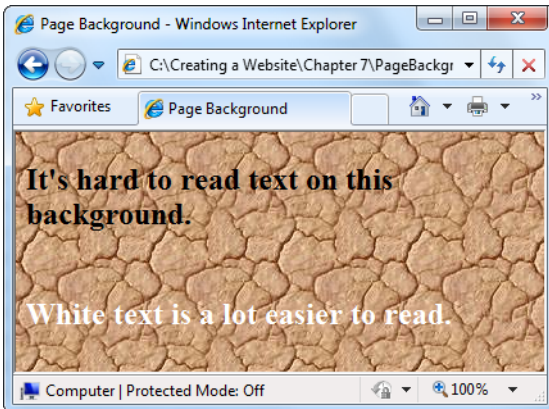 Page Background - Windows Internet Explorer
C:\Creating a Website\Chapter 7\PageBackgr
Favorites
Page Background
It's hard to read text on this
background.
White text is a lot easier to read.
Computer | Protected Mode: Off
100%